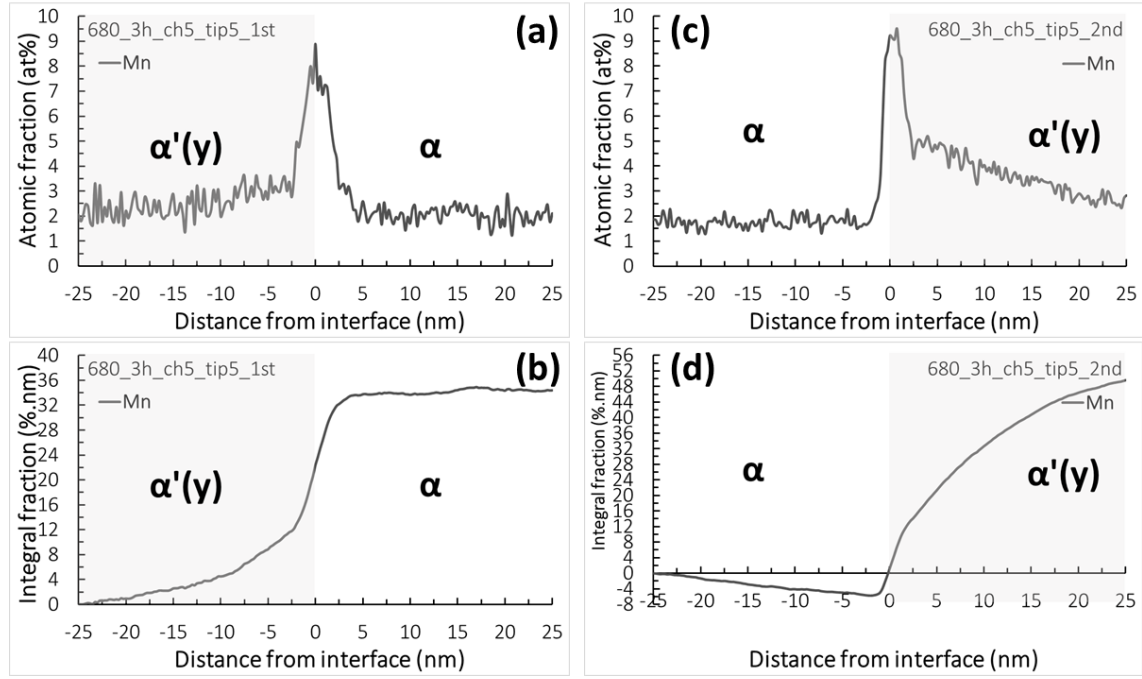 680_3h_ch5_tip5_1st
Mn
(a)
Atomic fraction (at%)
10
9
8
7
6
5
4
3
2
1
0
α'(y)
α
-25 -20 -15 -10 -5 0 5 10 15 20 25
Distance from interface (nm)
680_3h_ch5_tip5_1st
Mn
(b)
Integral fraction (%.nm)
40
36
32
28
24
20
16
12
8
4
0
α'(y)
α
-25 -20 -15 -10 -5 0 5 10 15 20 25
Distance from interface (nm)
(c)
680_3h_ch5_tip5_2nd
Mn
Atomic fraction (at%)
10
9
8
7
6
5
4
3
2
1
0
α
α'(y)
-25 -20 -15 -10 -5 0 5 10 15 20 25
Distance from interface (nm)
(d)
680_3h_ch5_tip5_2nd
Mn
Integral fraction (%.nm)
56
52
48
44
40
36
32
28
24
20
16
12
8
4
0
-4
-8
α
α'(y)
-25 -20 -15 -10 -5 0 5 10 15 20 25
Distance from interface (nm)